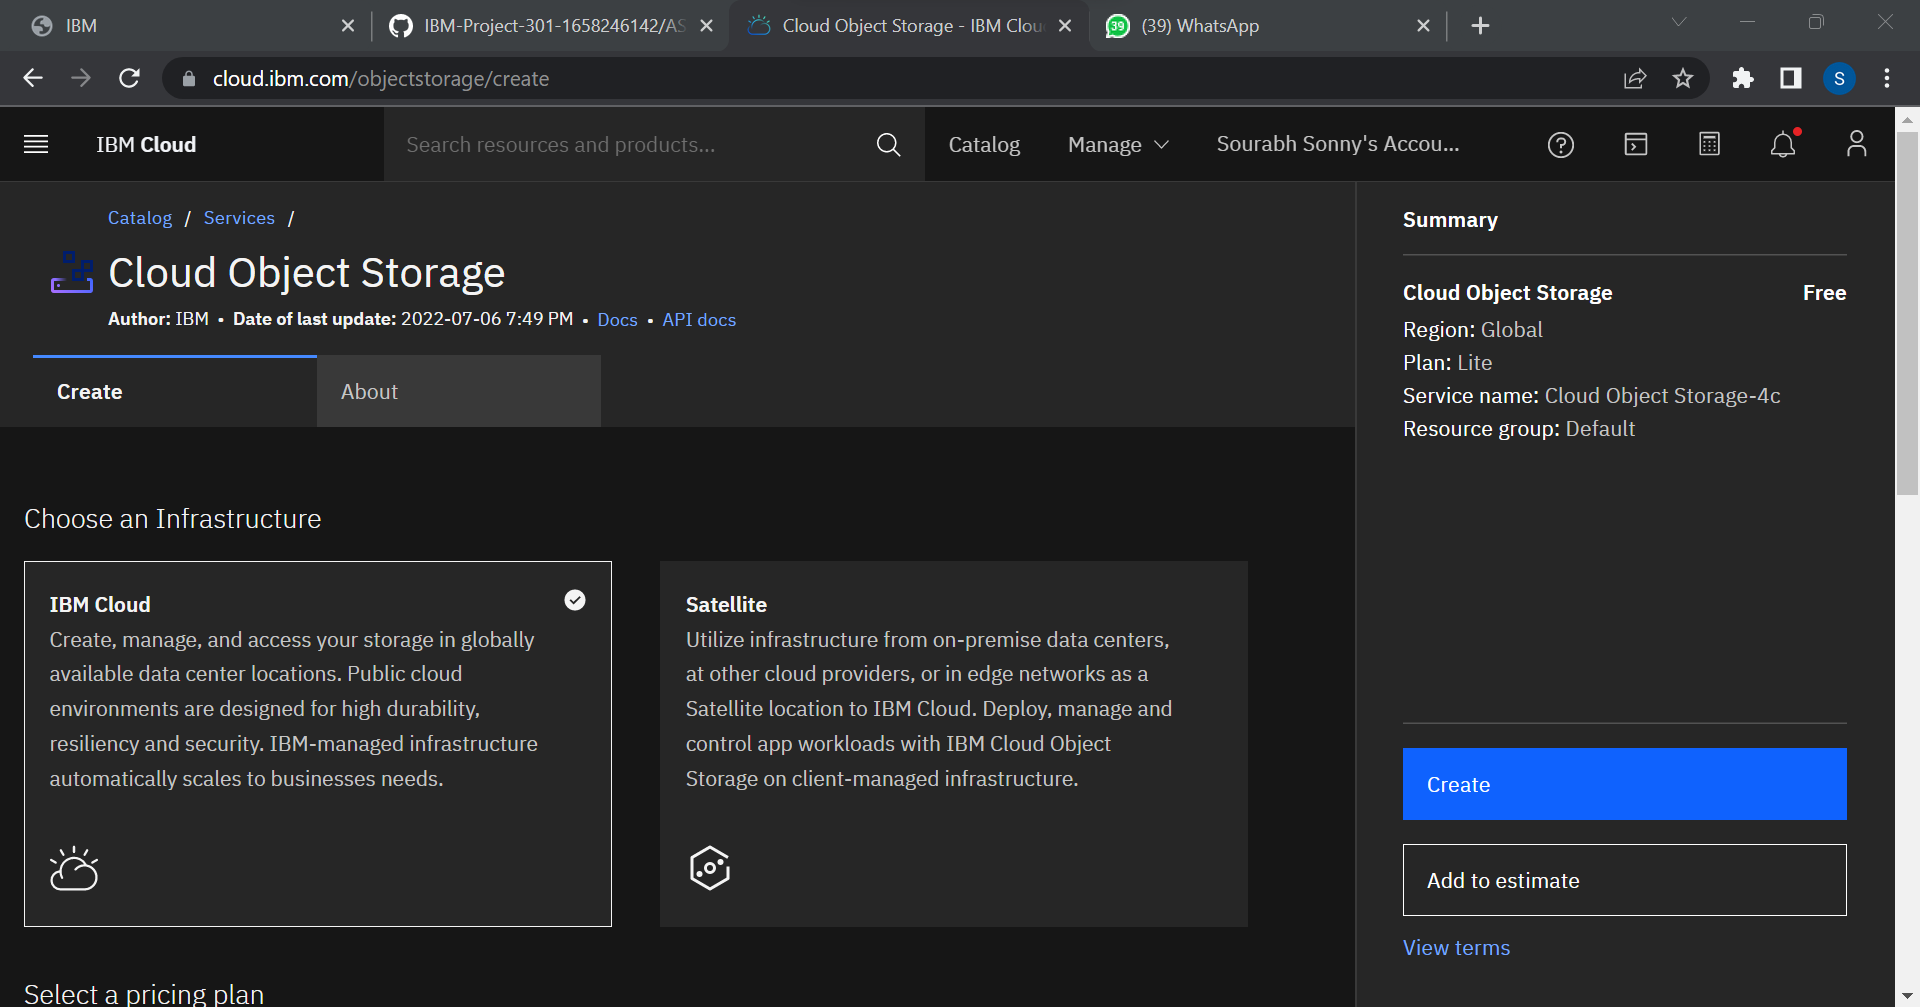 IBM
IBM-Project-301-1658246142/AS
Cloud Object Storage - IBM Clou
39
(39) WhatsApp
cloud.ibm.com/objectstorage/create
S
IBM Cloud
Search resources and products...
Catalog
Manage
Sourabh Sonny's Accou...
Catalog / Services /
Cloud Object Storage
Author: IBM • Date of last update: 2022-07-06 7:49 PM • Docs • API docs
Create
About
Choose an Infrastructure
IBM Cloud
Create, manage, and access your storage in globally
available data center locations. Public cloud
environments are designed for high durability,
resiliency and security. IBM-managed infrastructure
automatically scales to businesses needs.
Satellite
Utilize infrastructure from on-premise data centers,
at other cloud providers, or in edge networks as a
Satellite location to IBM Cloud. Deploy, manage and
control app workloads with IBM Cloud Object
Storage on client-managed infrastructure.
Select a pricing plan
Summary
Cloud Object Storage Free
Region: Global
Plan: Lite
Service name: Cloud Object Storage-4c
Resource group: Default
Create
Add to estimate
View terms